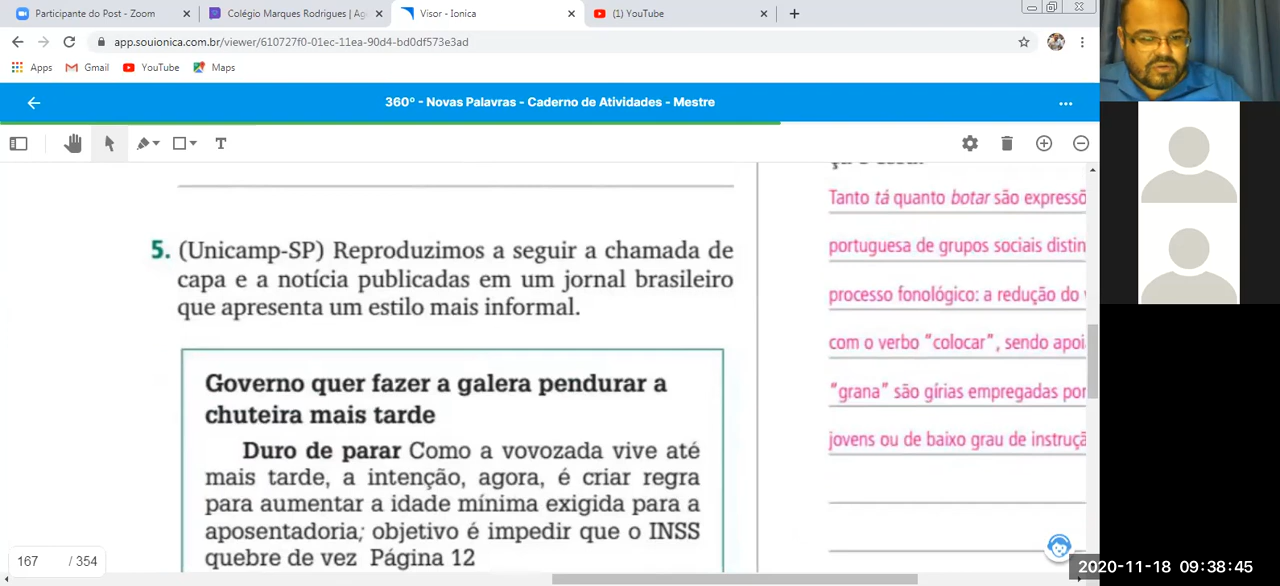 Participante do Post - Zoom
Colégio Marques Rodrigues | Ag
Visor - Ionica
(1) YouTube
app.souionica.com.br/viewer/610727f0-01ec-11ea-90d4-bd0df573e3ad
Apps
Gmail
YouTube
Maps
360º - Novas Palavras - Caderno de Atividades - Mestre
T
5. (Unicamp-SP) Reproduzimos a seguir a chamada de
capa e a notícia publicadas em um jornal brasileiro
que apresenta um estilo mais informal.
Governo quer fazer a galera pendurar a
chuteira mais tarde
Duro de parar Como a vovozada vive até
mais tarde, a intenção, agora, é criar regra
para aumentar a idade mínima exigida para a
aposentadoria; objetivo é impedir que o INSS
quebre de vez Página 12
Tanto tá quanto botar são expressõ
portuguesa de grupos sociais distin
processo fonológico: a redução do
com o verbo “colocar”, sendo apoi
“grana” são gírias empregadas por
jovens ou de baixo grau de instruçã
167 / 354
2020-11-18 09:38:45